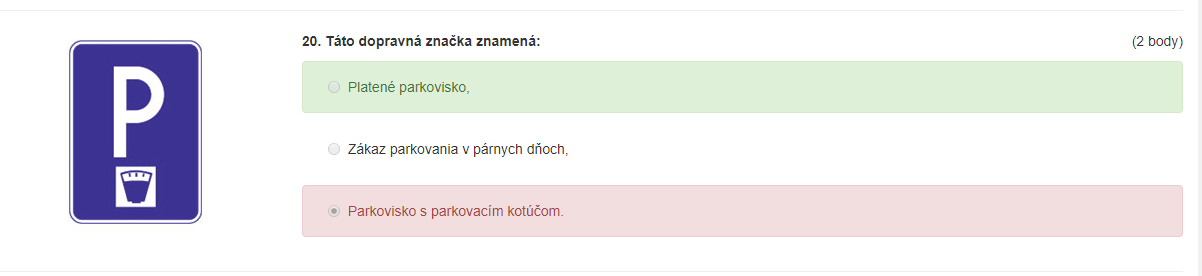 P
20. Táto dopravná značka znamená:
(2 body)
Platené parkovisko,
Zákaz parkovania v párnych dňoch,
Parkovisko s parkovacím kotúčom.